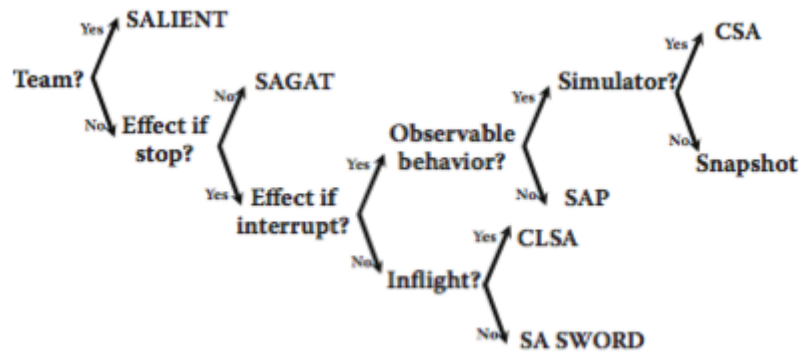 Yes
SALIENT
Team?
No
Effect if
stop?
No
SAGAT
Yes
Effect if
interrupt?
Yes
Observable
behavior?
Yes
Simulator?
Yes
CSA
No
Snapshot
No
SAP
No
Inflight?
Yes
CLSA
No
SA SWORD